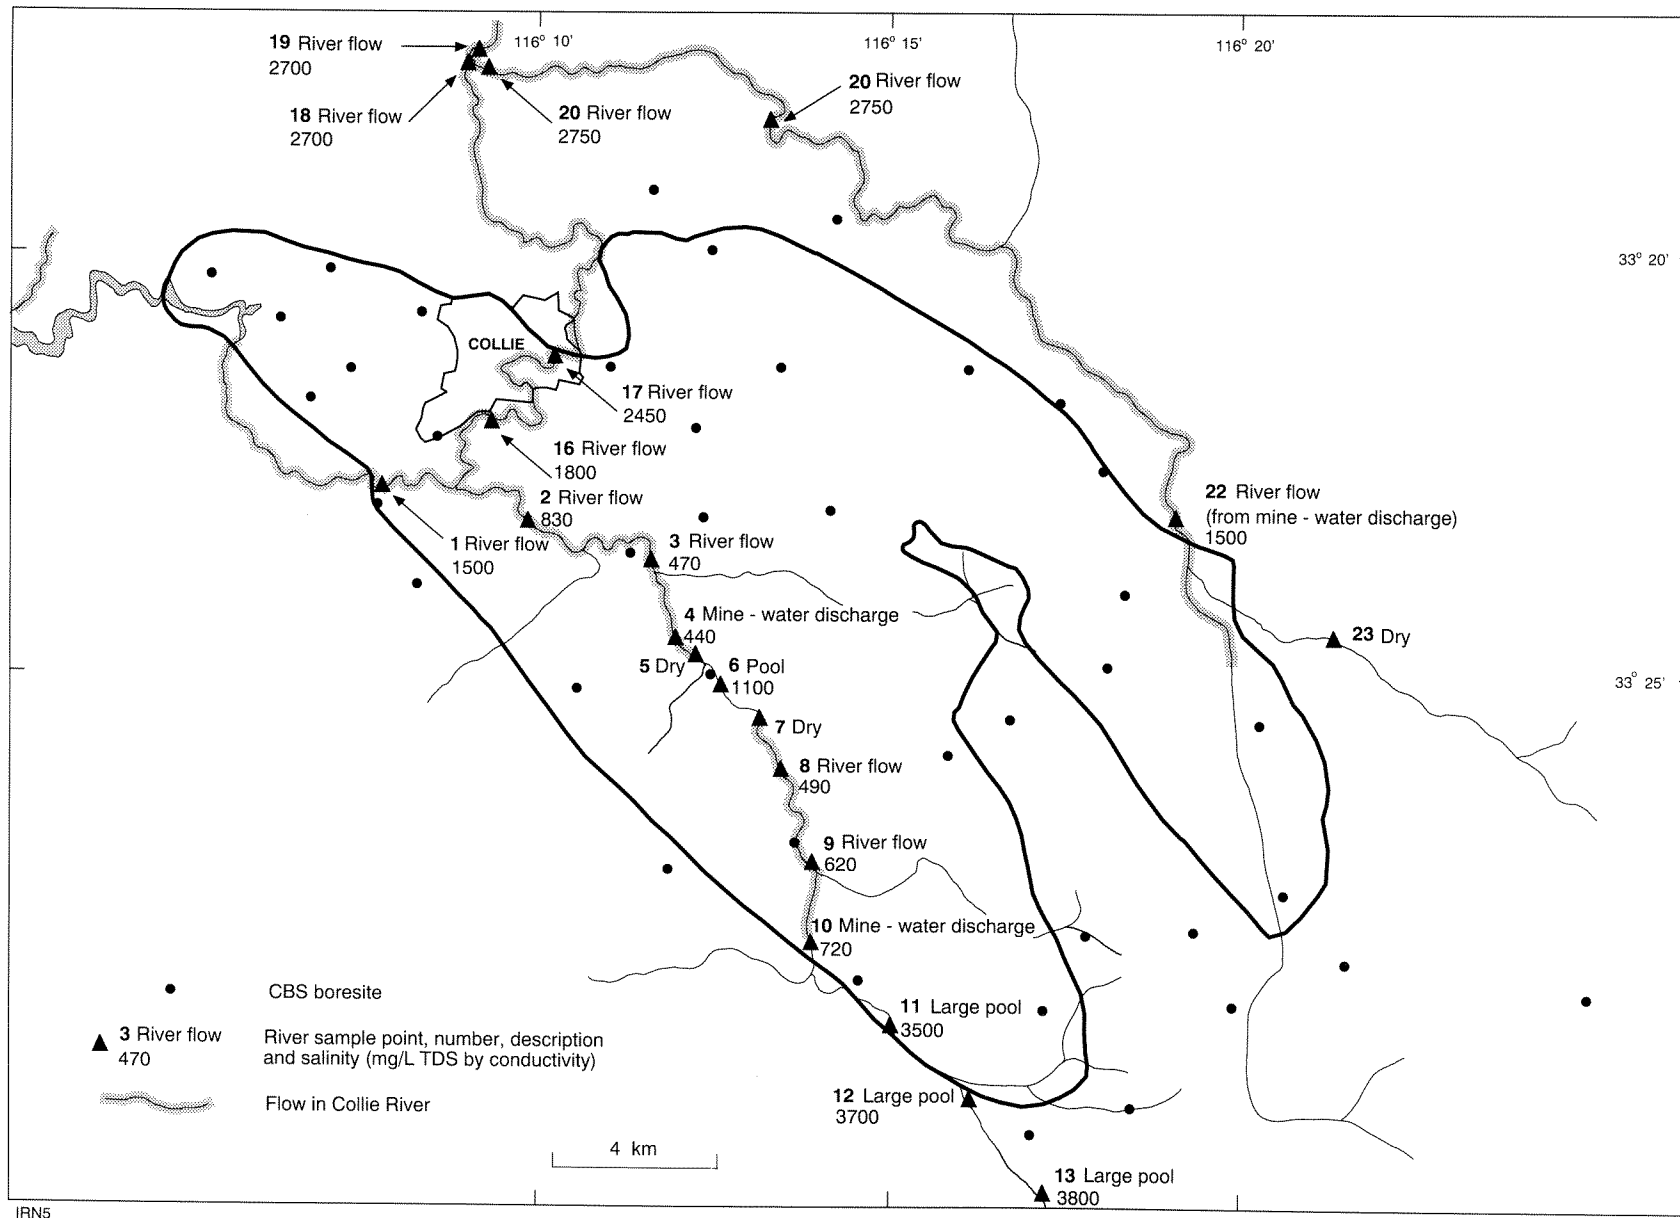 19 River flow
2700
116° 10'
116° 15'
116° 20'
18 River flow
2700
20 River flow
2750
20 River flow
2750
33° 20'
COLLIE
17 River flow
2450
16 River flow
1800
2 River flow
830
1 River flow
1500
3 River flow
470
22 River flow
(from mine - water discharge)
1500
4 Mine - water discharge
440
5 Dry
6 Pool
1100
23 Dry
33° 25'
7 Dry
8 River flow
490
9 River flow
620
10 Mine - water discharge
720
11 Large pool
3500
12 Large pool
3700
13 Large pool
3800
CBS boresite
3 River flow
470
River sample point, number, description
and salinity (mg/L TDS by conductivity)
Flow in Collie River
4 km
IRN5